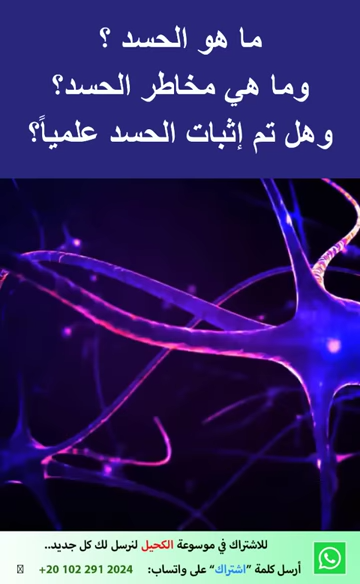 ما هو الحسد ؟
وما هي مخاطر الحسد؟
وهل تم إثبات الحسد علمياً؟
للاشتراك في موسوعة الكحيل لنرسل لك كل جديد..
أرسل كلمة ”اشتراك“ على واتساب: +20 102 291 2024